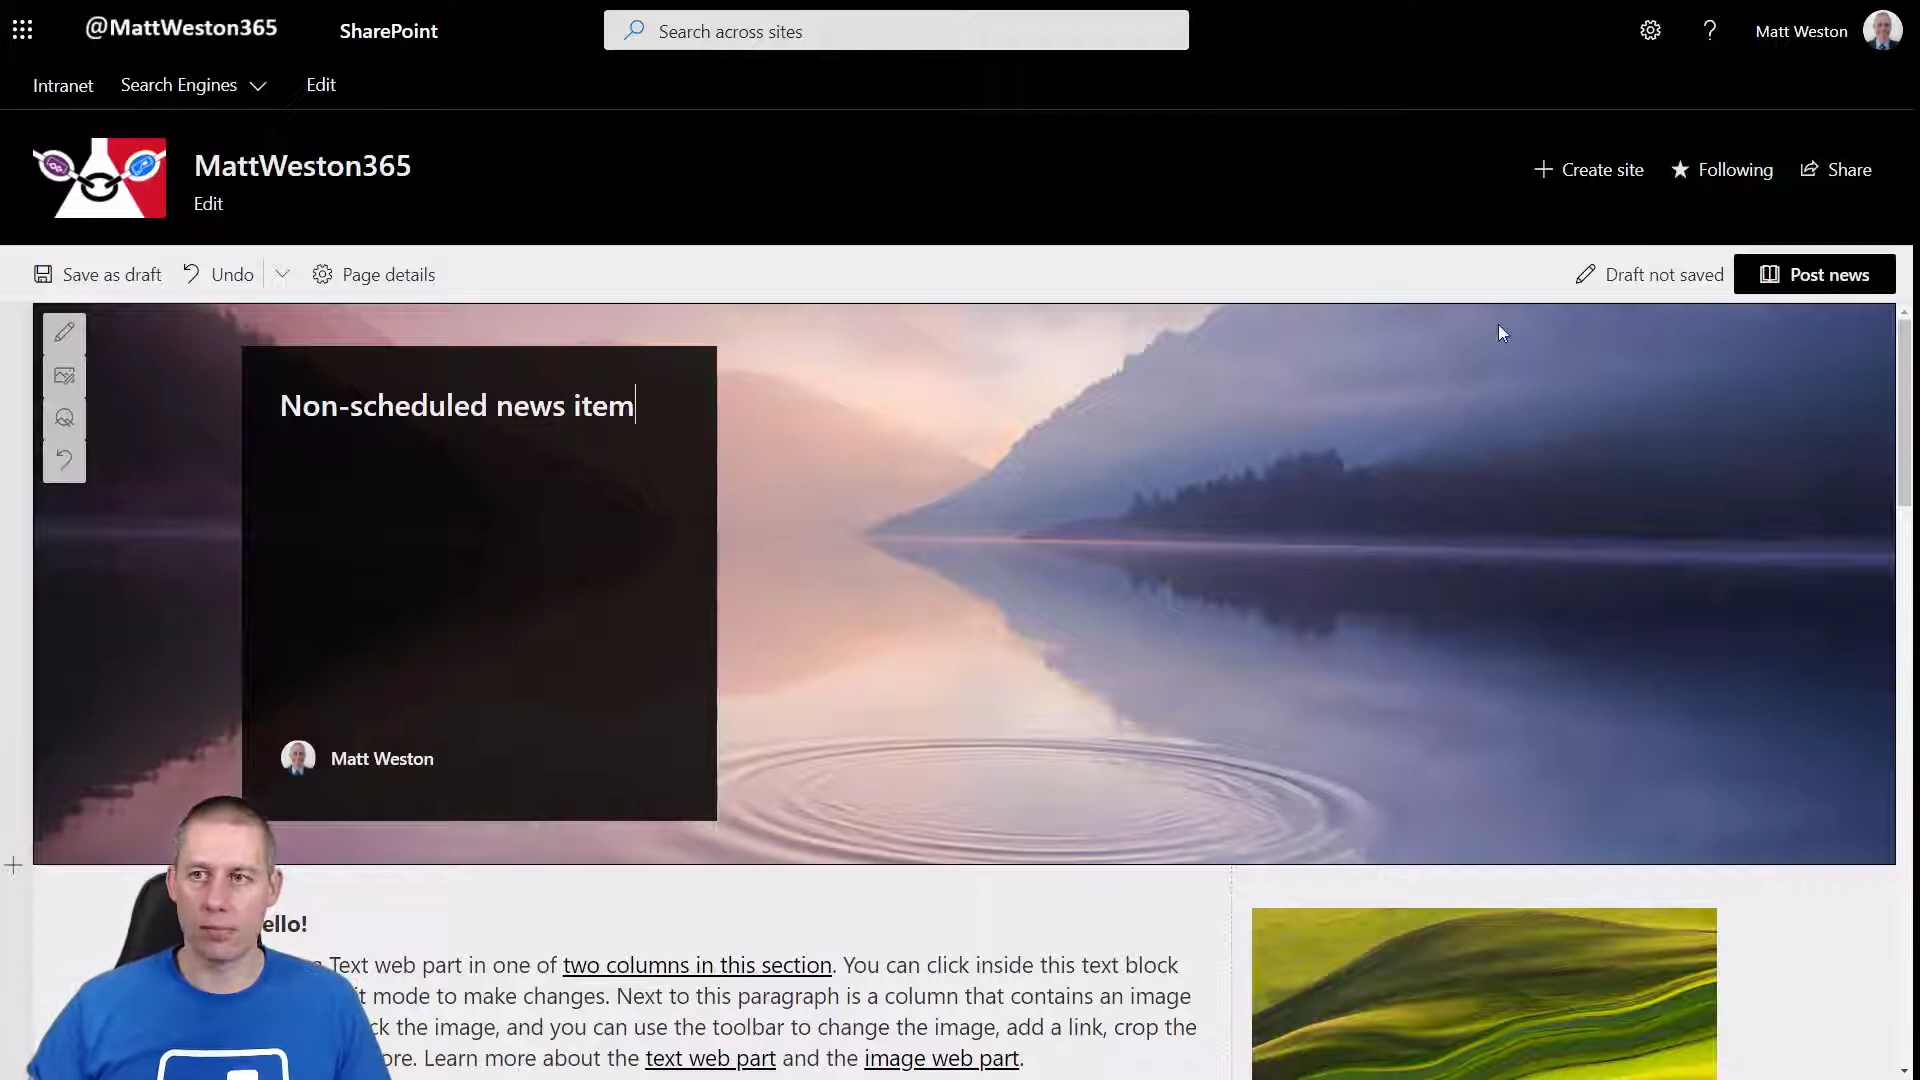 @MattWeston365
SharePoint
Search across sites
Matt Weston
Intranet
Search Engines
Edit
MattWeston365
Edit
Create site
Following
Share
Save as draft
Undo
Page details
Draft not saved
Post news
Non-scheduled news item
Matt Weston
ello!
Text web part in one of two columns in this section. You can click inside this text block
mode to make changes. Next to this paragraph is a column that contains an image
the image, and you can use the toolbar to change the image, add a link, crop the
Learn more about the text web part and the image web part.